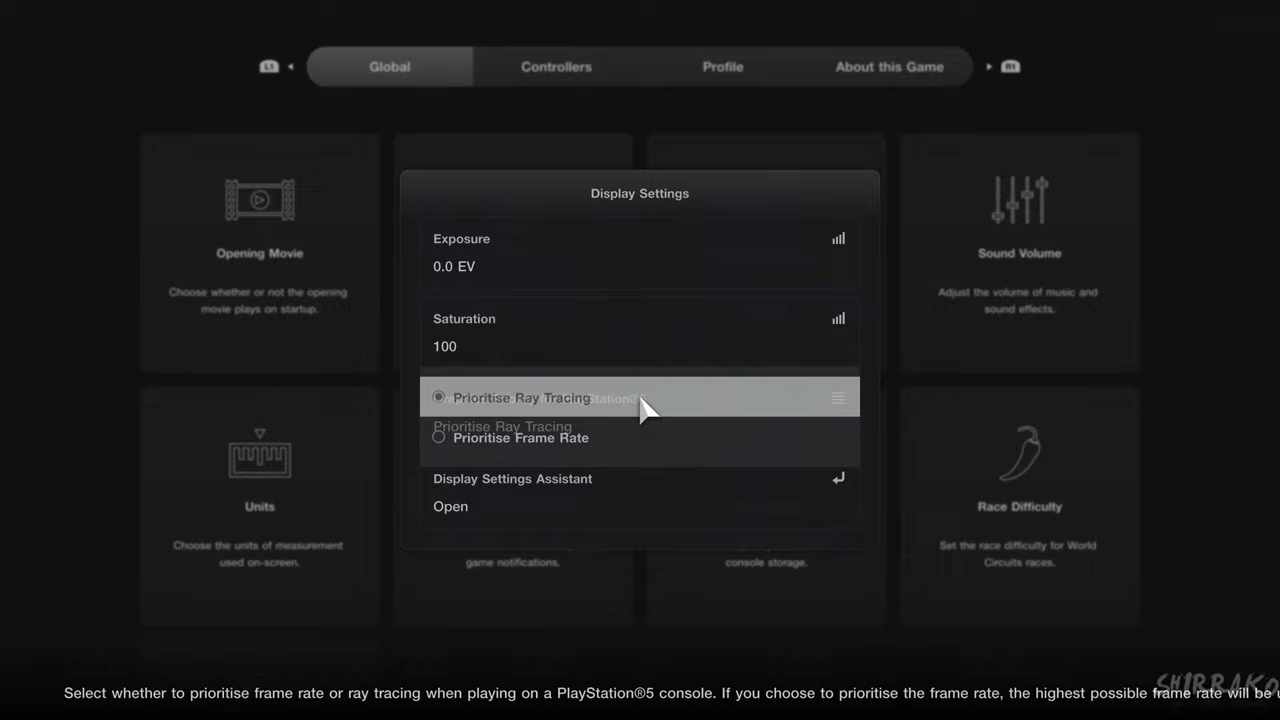 L1 Global Controllers Profile About this Game R1
Display Settings
Exposure
0.0 EV
Saturation
100
Prioritise Ray Tracing
Prioritise Ray Tracing
Prioritise Frame Rate
Display Settings Assistant
Open
Opening Movie
Choose whether or not the opening
movie plays on startup.
Sound Volume
Adjust the volume of music and
sound effects.
Units
Choose the units of measurement
used on-screen.
game notifications.
console storage.
Race Difficulty
Set the race difficulty for World
Circuits races.
SHIRRAKO
Select whether to prioritise frame rate or ray tracing when playing on a PlayStation®5 console. If you choose to prioritise the frame rate, the highest possible frame rate will be u